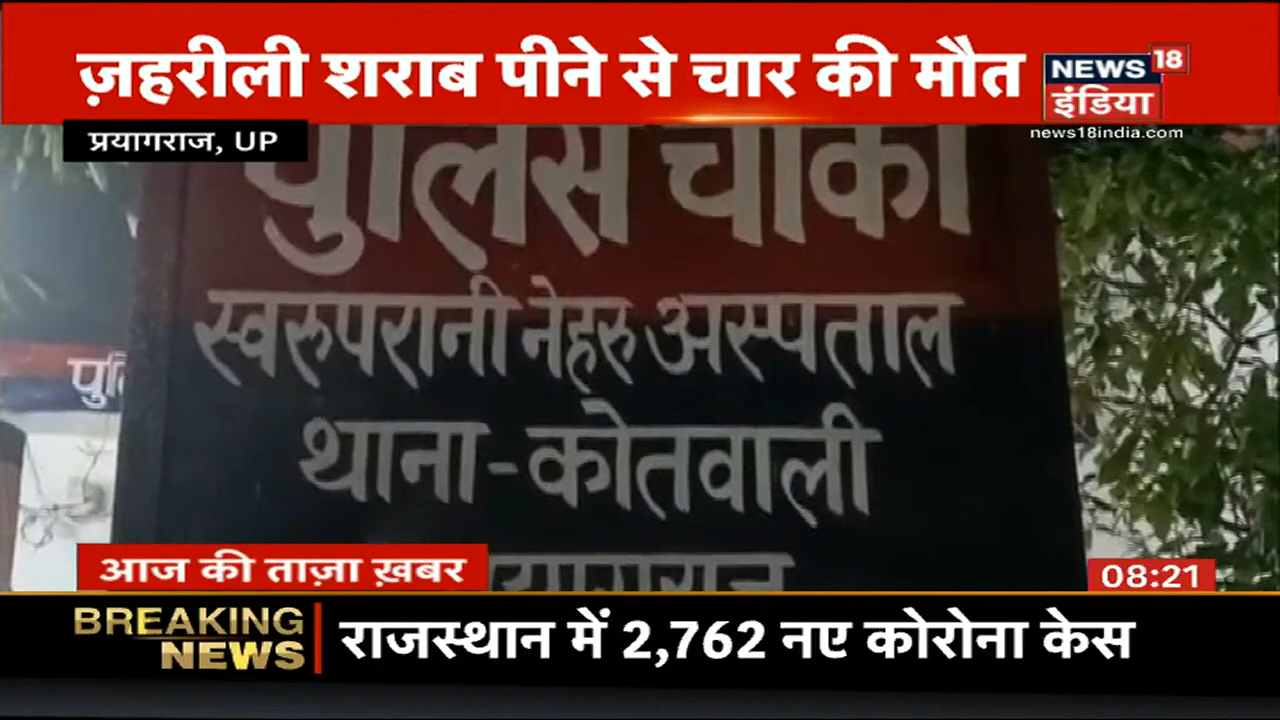 ज़हरीली शराब पीने से चार की मौत
NEWS 18
इंडिया
news18india.com
प्रयागराज, UP
पुलिस चौकी
स्वरुपरानी नेहरु अस्पताल
थाना-कोतवाली
आज की ताज़ा ख़बर
08:21
BREAKING NEWS
राजस्थान में 2,762 नए कोरोना केस